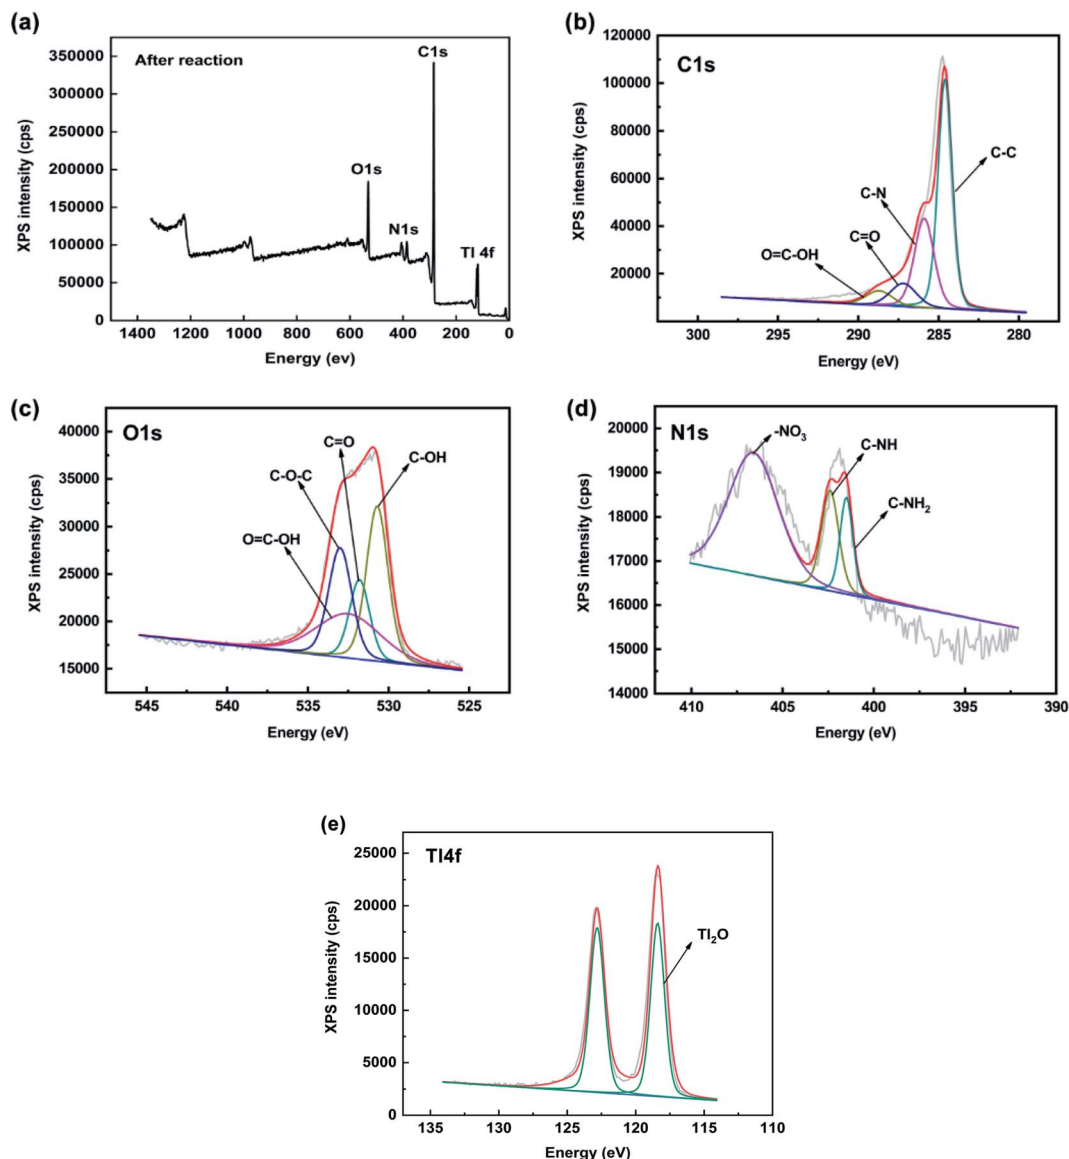 (a)
After reaction
C1s
O1s
N1s
Tl 4f
350000
300000
250000
200000
150000
100000
50000
0
XPS intensity (cps)
1400 1200 1000 800 600 400 200 0
Energy (ev)
(b)
C1s
C-C
C-N
C=O
O=C-OH
120000
100000
80000
60000
40000
20000
XPS intensity (cps)
300 295 290 285 280
Energy (eV)
(c)
O1s
C=O
C-OH
C-O-C
O=C-OH
40000
35000
30000
25000
20000
15000
XPS intensity (cps)
545 540 535 530 525
Energy (eV)
(d)
N1s
-NO₃
C-NH
C-NH₂
20000
19000
18000
17000
16000
15000
14000
XPS intensity (cps)
410 405 400 395 390
Energy (eV)
(e)
Tl4f
Tl₂O
25000
20000
15000
10000
5000
0
XPS intensity (cps)
135 130 125 120 115 110
Energy (eV)